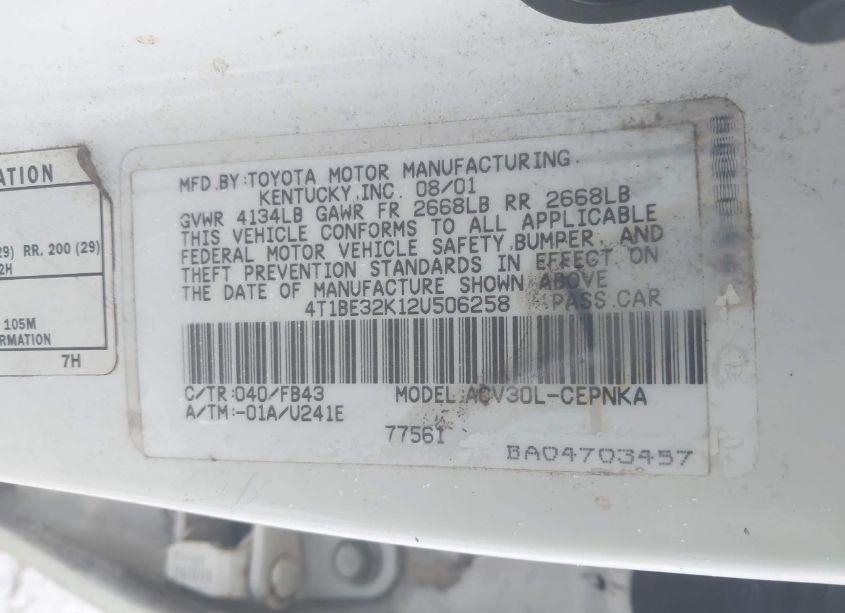 ATION
29) RR. 200 (29)
2H
105M
RMATION
7H
MFD.BY:TOYOTA MOTOR MANUFACTURING.
KENTUCKY,INC. 08/01
GVWR 4134LB GAWR FR 2668LB RR 2668LB
THIS VEHICLE CONFORMS TO ALL APPLICABLE
FEDERAL MOTOR VEHICLE SAFETY,BUMPER, AND
THEFT PREVENTION STANDARDS IN EFFECT ON
THE DATE OF MANUFACTURE SHOWN ABOVE
4T1BE32K12U506258 PASS.CAR
C/TR:040/FB43 MODEL:ACV30L-CEPNKA
A/TM:-01A/U241E
77561
BA04703457